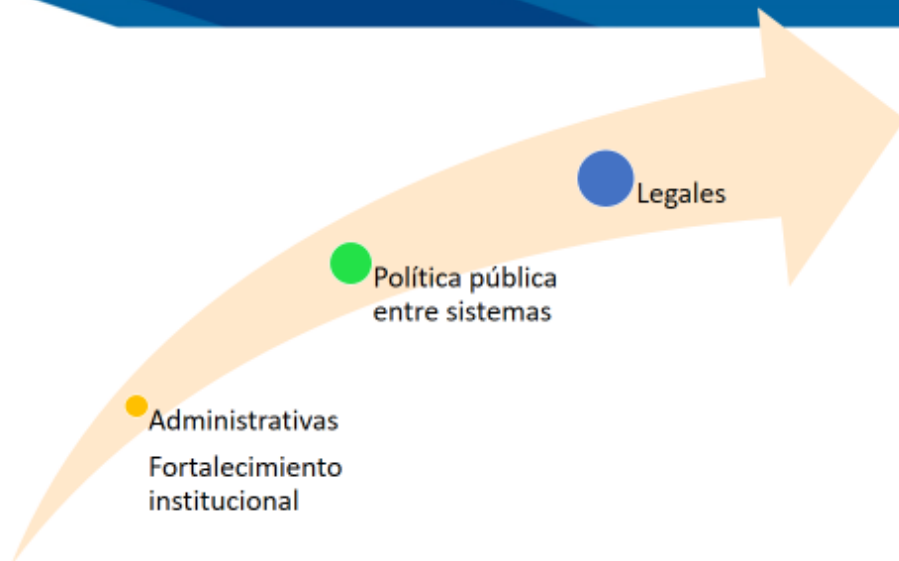 Legales
Política pública
entre sistemas
Administrativas
Fortalecimiento
institucional